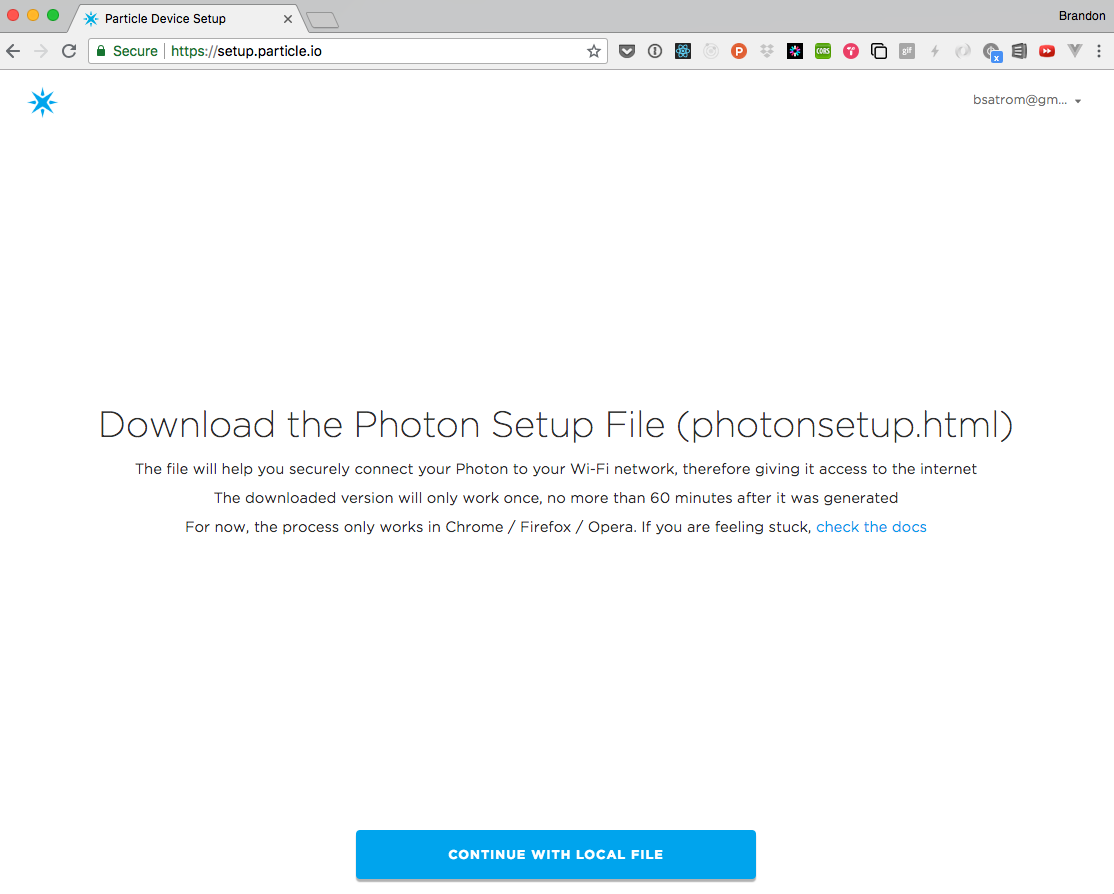 Particle Device Setup
Brandon
Secure
https://setup.particle.io
P
CORS
gif
x
bsatrom@gm...
Download the Photon Setup File (photonsetup.html)
The file will help you securely connect your Photon to your Wi-Fi network, therefore giving it access to the internet
The downloaded version will only work once, no more than 60 minutes after it was generated
For now, the process only works in Chrome / Firefox / Opera. If you are feeling stuck, check the docs
CONTINUE WITH LOCAL FILE